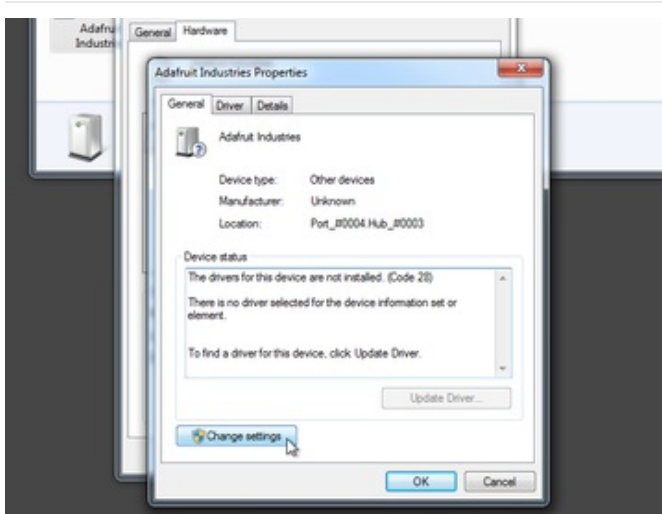 Adafru
Industri
General Hardware
Adafruit Industries Properties
General Driver Details
Adafruit Industries
Device type: Other devices
Manufacturer: Unknown
Location: Port_#0004.Hub_#0003
Device status
The drivers for this device are not installed. (Code 28)
There is no driver selected for the device information set or
element.
To find a driver for this device, click Update Driver.
Update Driver...
Change settings
OK Cancel